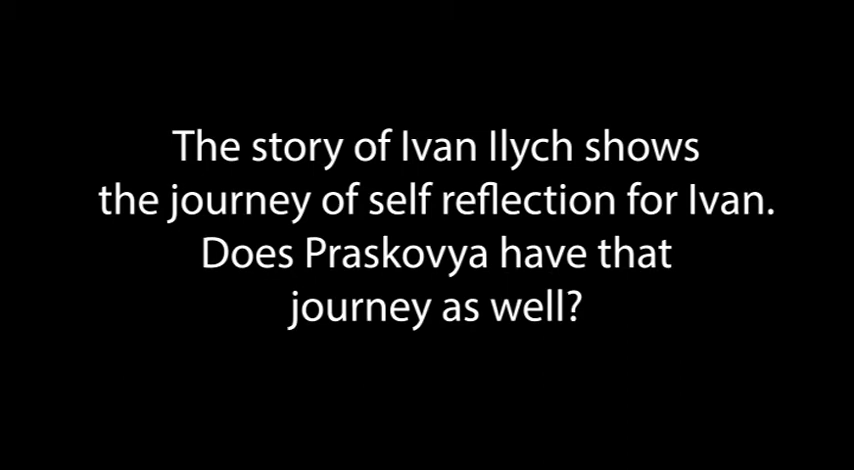 The story of Ivan Ilych shows
the journey of self reflection for Ivan.
Does Praskovya have that
journey as well?